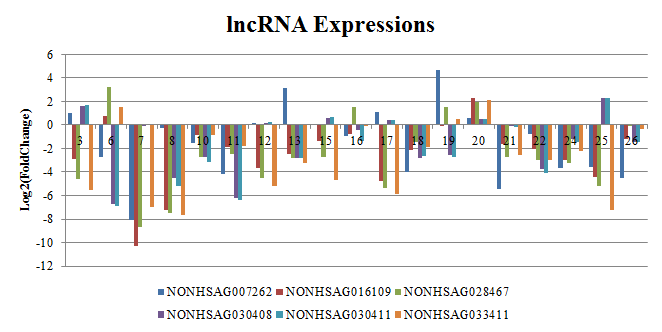 lncRNA Expressions
Log2(FoldChange)
6
4
2
0
-2
-4
-6
-8
-10
-12
3 6 7 8 10 11 12 13 15 16 17 18 19 20 21 22 24 25 26
NONHSAG007262 NONHSAG016109 NONHSAG028467
NONHSAG030408 NONHSAG030411 NONHSAG033411